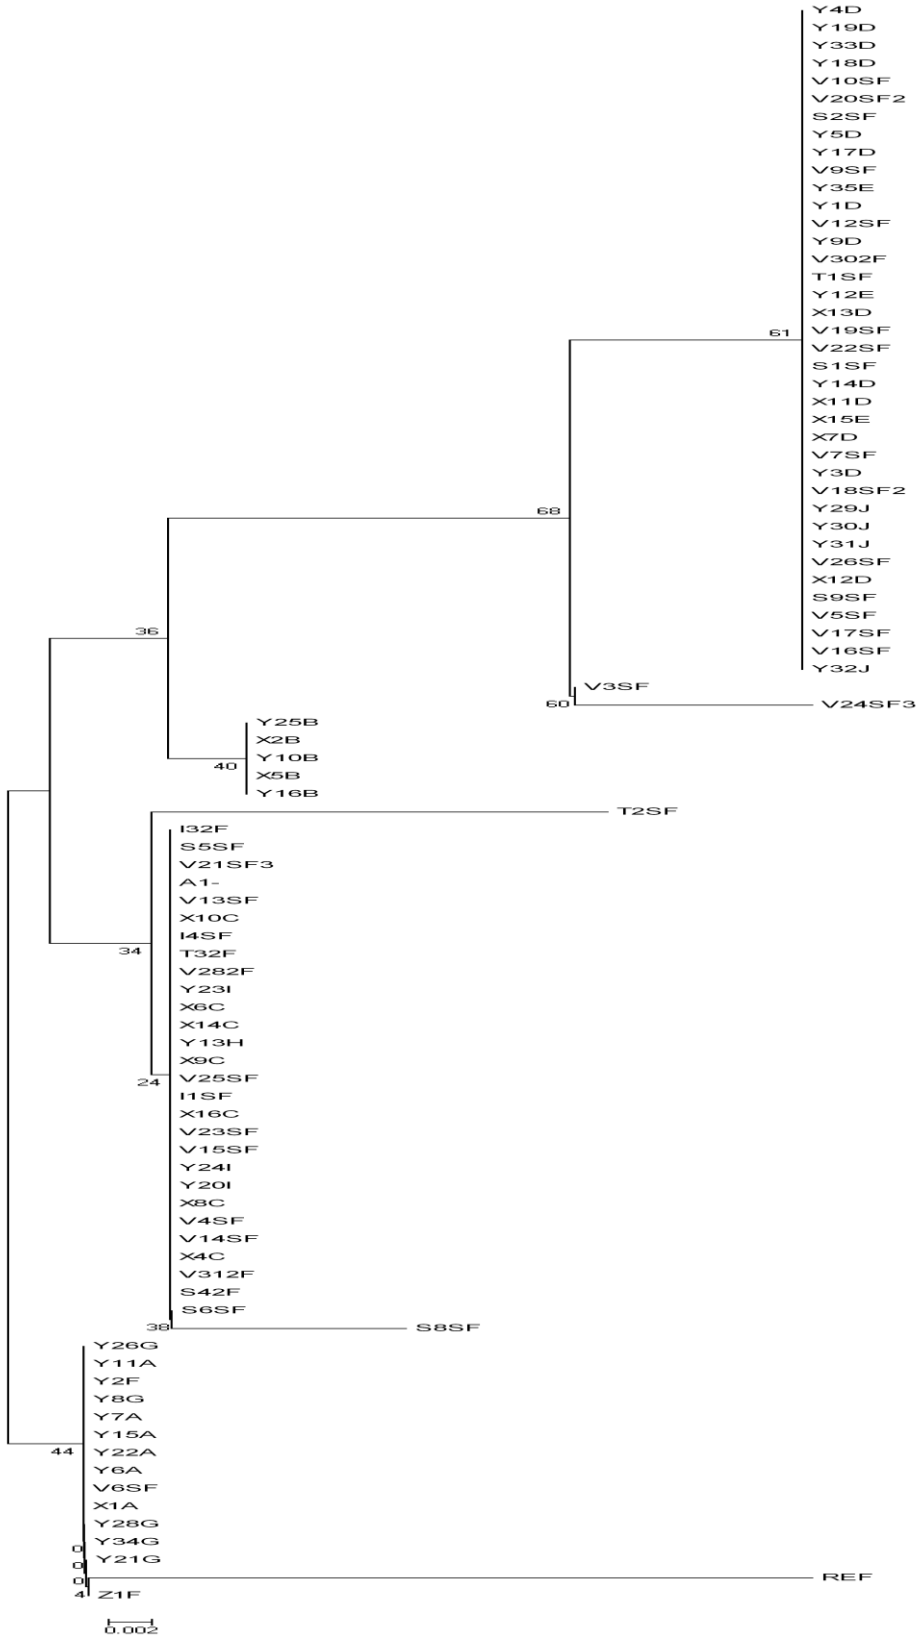 Y4D
Y19D
Y33D
Y18D
V10SF
V20SF2
S2SF
Y5D
Y17D
V9SF
Y35E
Y1D
V12SF
Y9D
V302F
T1SF
Y12E
X13D
61
V19SF
V22SF
S1SF
Y14D
X11D
X15E
X7D
V7SF
Y3D
V18SF2
Y29J
68
Y30J
Y31J
V26SF
X12D
S9SF
V5SF
36
V17SF
V16SF
Y32J
V3SF
60
V24SF3
Y25B
X2B
Y10B
40
X5B
Y16B
T2SF
I32F
S5SF
V21SF3
A1-
V13SF
X10C
I4SF
34
T32F
V282F
Y23I
X6C
X14C
Y13H
X9C
24
V25SF
I1SF
X16C
V23SF
V15SF
Y24I
Y20I
X8C
V4SF
V14SF
X4C
V312F
S42F
S6SF
38
S8SF
Y26G
Y11A
Y2F
Y8G
Y7A
Y15A
44
Y22A
Y6A
V6SF
X1A
Y28G
Y34G
0
Y21G
0
REF
0
4
Z1F
0.002